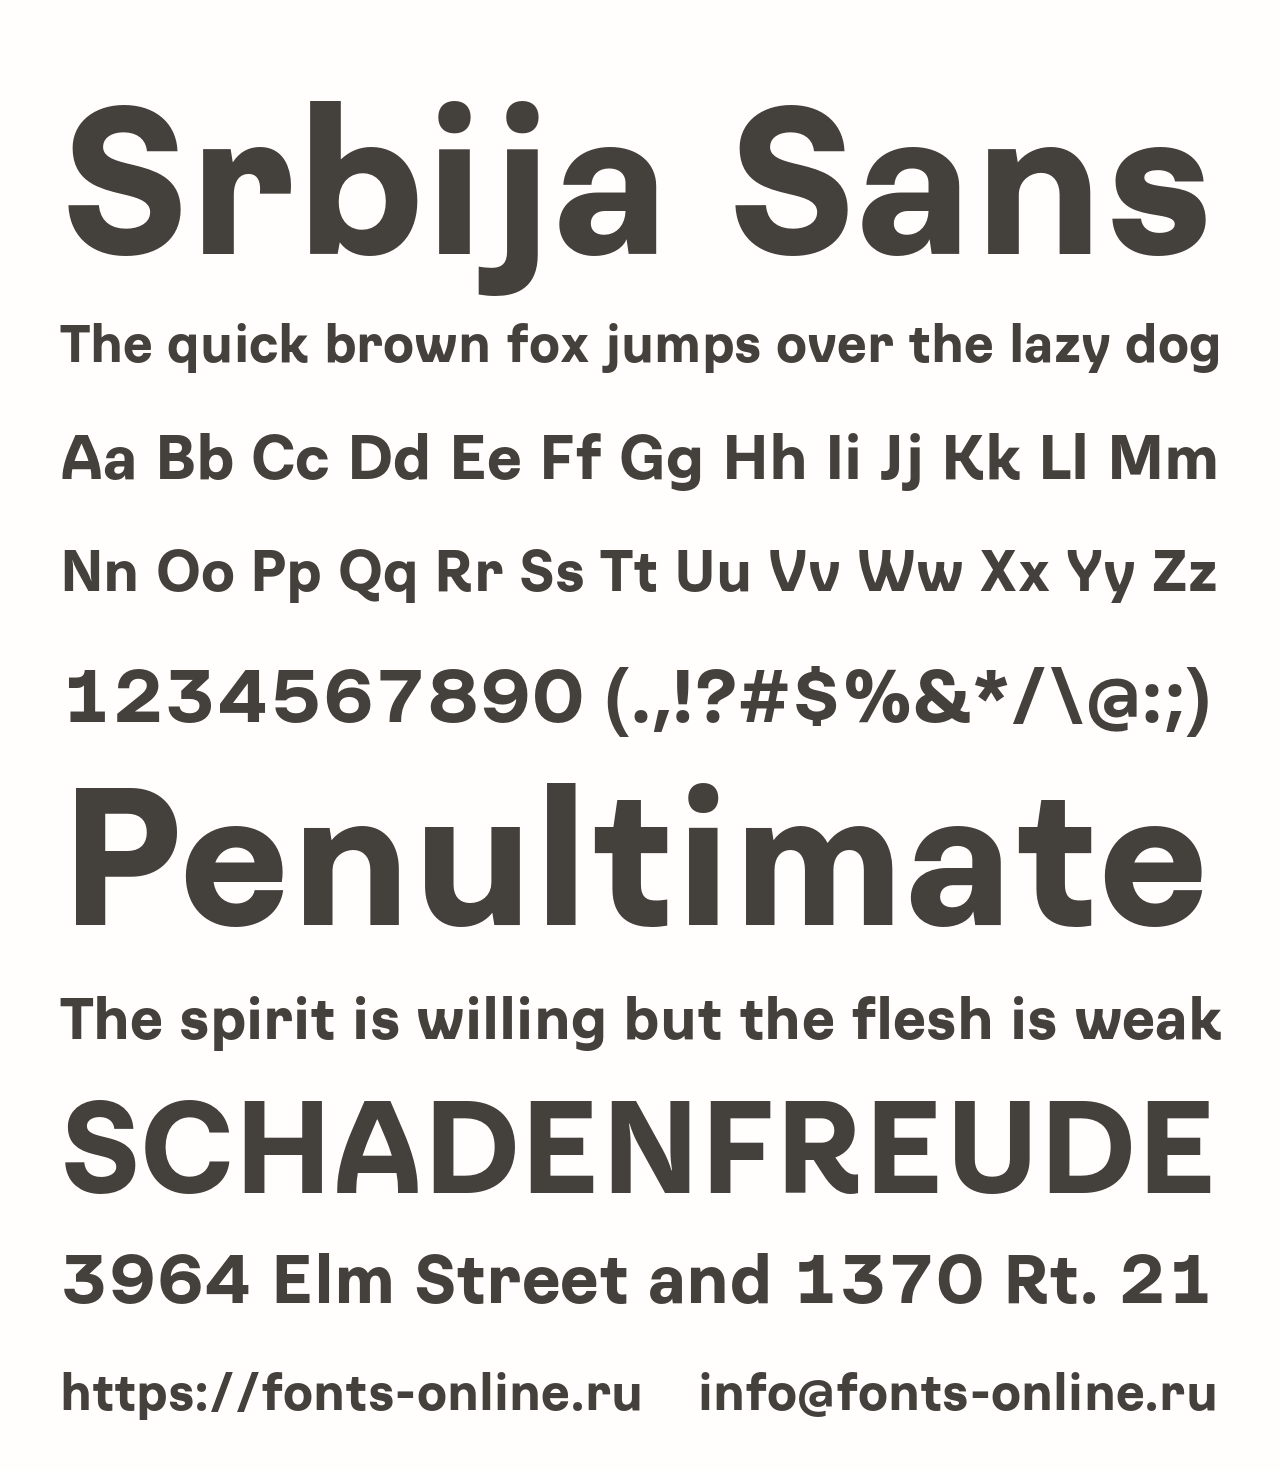 Srbija Sans
The quick brown fox jumps over the lazy dog
Aa Bb Cc Dd Ee Ff Gg Hh Ii Jj Kk Ll Mm
Nn Oo Pp Qq Rr Ss Tt Uu Vv Ww Xx Yy Zz
1234567890 (.,!?#$%&*/\@:;)
Penultimate
The spirit is willing but the flesh is weak
SCHADENFREUDE
3964 Elm Street and 1370 Rt. 21
https://fonts-online.ru info@fonts-online.ru